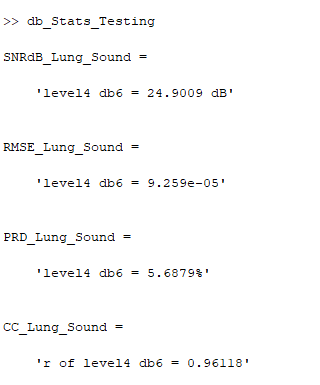 >> db_Stats_Testing
SNRdB_Lung_Sound =
'level4 db6 = 24.9009 dB'
RMSE_Lung_Sound =
'level4 db6 = 9.259e-05'
PRD_Lung_Sound =
'level4 db6 = 5.6879%'
CC_Lung_Sound =
'r of level4 db6 = 0.96118'